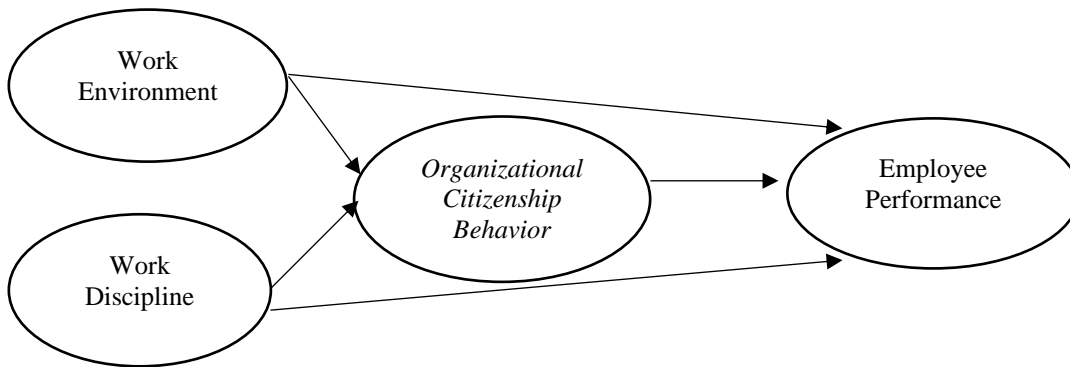 Work
Environment
Organizational
Citizenship
Behavior
Employee
Performance
Work
Discipline